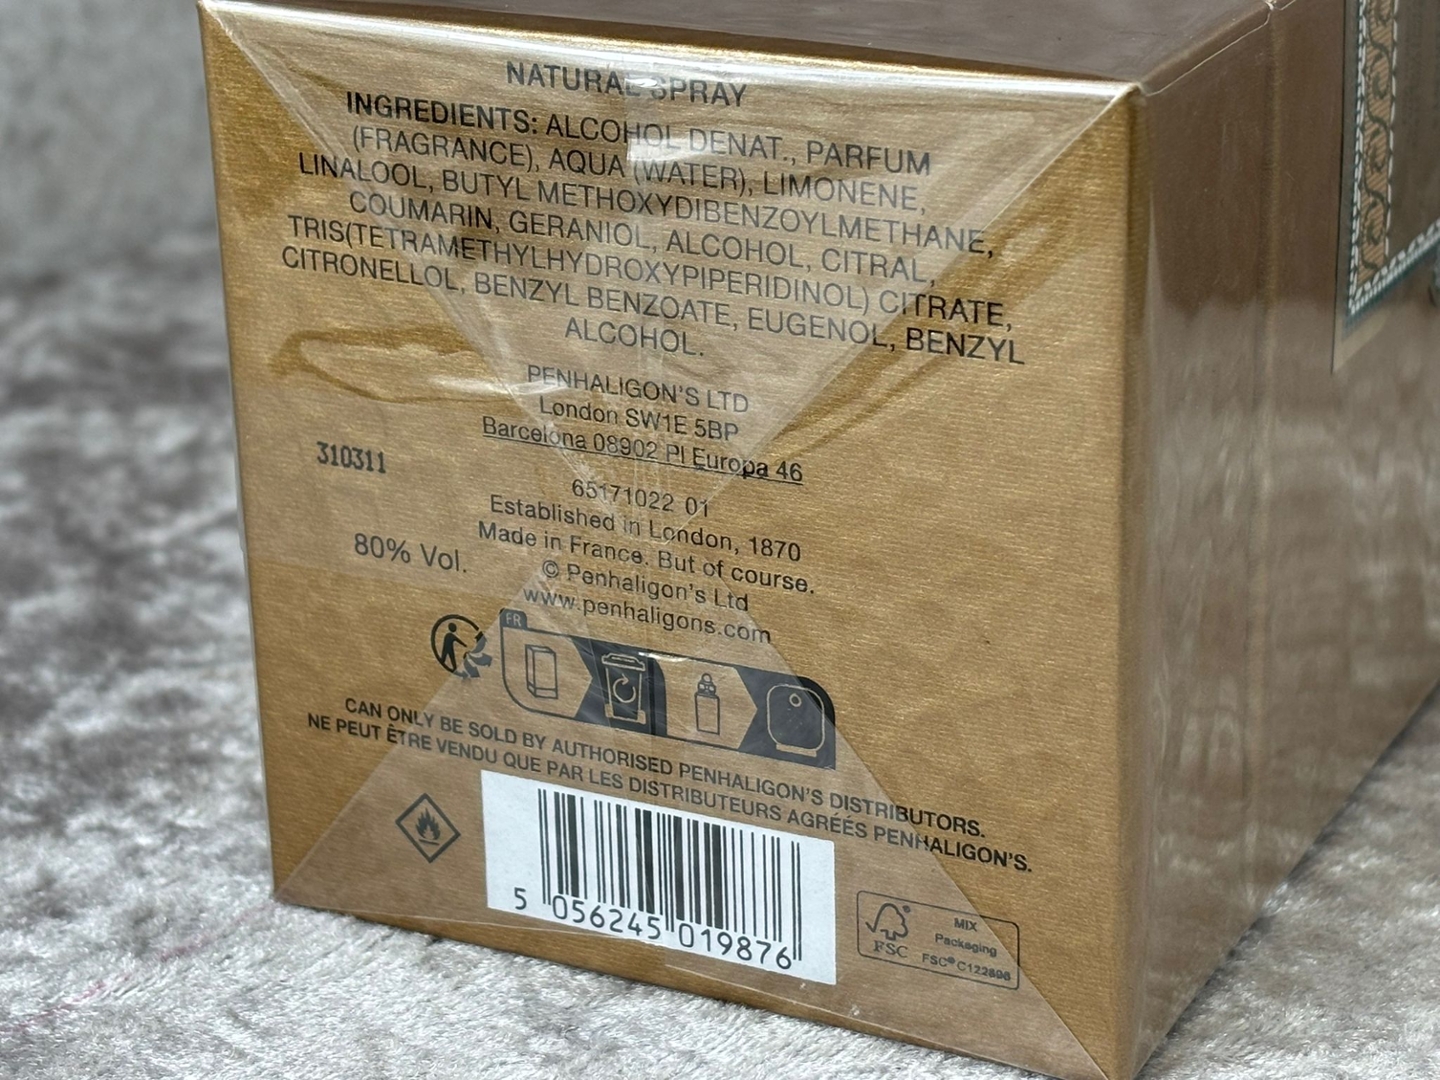 NATURAL SPRAY
INGREDIENTS: ALCOHOL DENAT., PARFUM
(FRAGRANCE), AQUA (WATER), LIMONENE,
LINALOOL, BUTYL METHOXYDIBENZOYLMETHANE,
COUMARIN, GERANIOL, ALCOHOL, CITRAL,
TRIS(TETRAMETHYLHYDROXYPIPERIDINOL) CITRATE,
CITRONELLOL, BENZYL BENZOATE, EUGENOL, BENZYL
ALCOHOL.
PENHALIGON'S LTD
London SW1E 5BP
Barcelona 08902 Pl Europa 46
310311
65171022 01
Established in London, 1870
80% Vol.
Made in France. But of course.
© Penhaligon's Ltd
www.penhaligons.com
FR
CAN ONLY BE SOLD BY AUTHORISED PENHALIGON'S DISTRIBUTORS.
NE PEUT ÊTRE VENDU QUE PAR LES DISTRIBUTEURS AGRÉÉS PENHALIGON'S.
5 056245 019876
FSC
MIX
Packaging
FSC® C122896